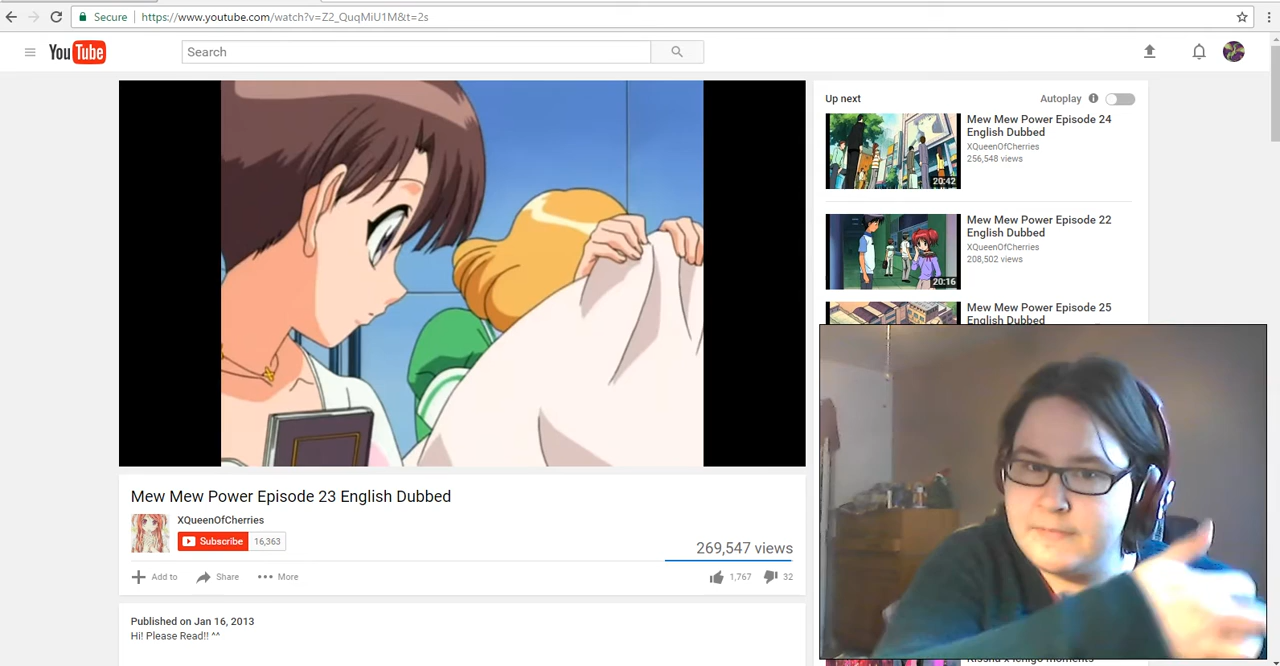 Secure
https://www.youtube.com/watch?v=Z2_QuqMiU1M&t=2s
YouTube
Search
Up next
Autoplay
Mew Mew Power Episode 24
English Dubbed
XQueenOfCherries
256,548 views
20:42
Mew Mew Power Episode 22
English Dubbed
XQueenOfCherries
208,502 views
20:16
Mew Mew Power Episode 25
English Dubbed
Mew Mew Power Episode 23 English Dubbed
XQueenOfCherries
Subscribe 16,363
269,547 views
Add to Share More
1,767 32
Published on Jan 16, 2013
Hi! Please Read!! ^^